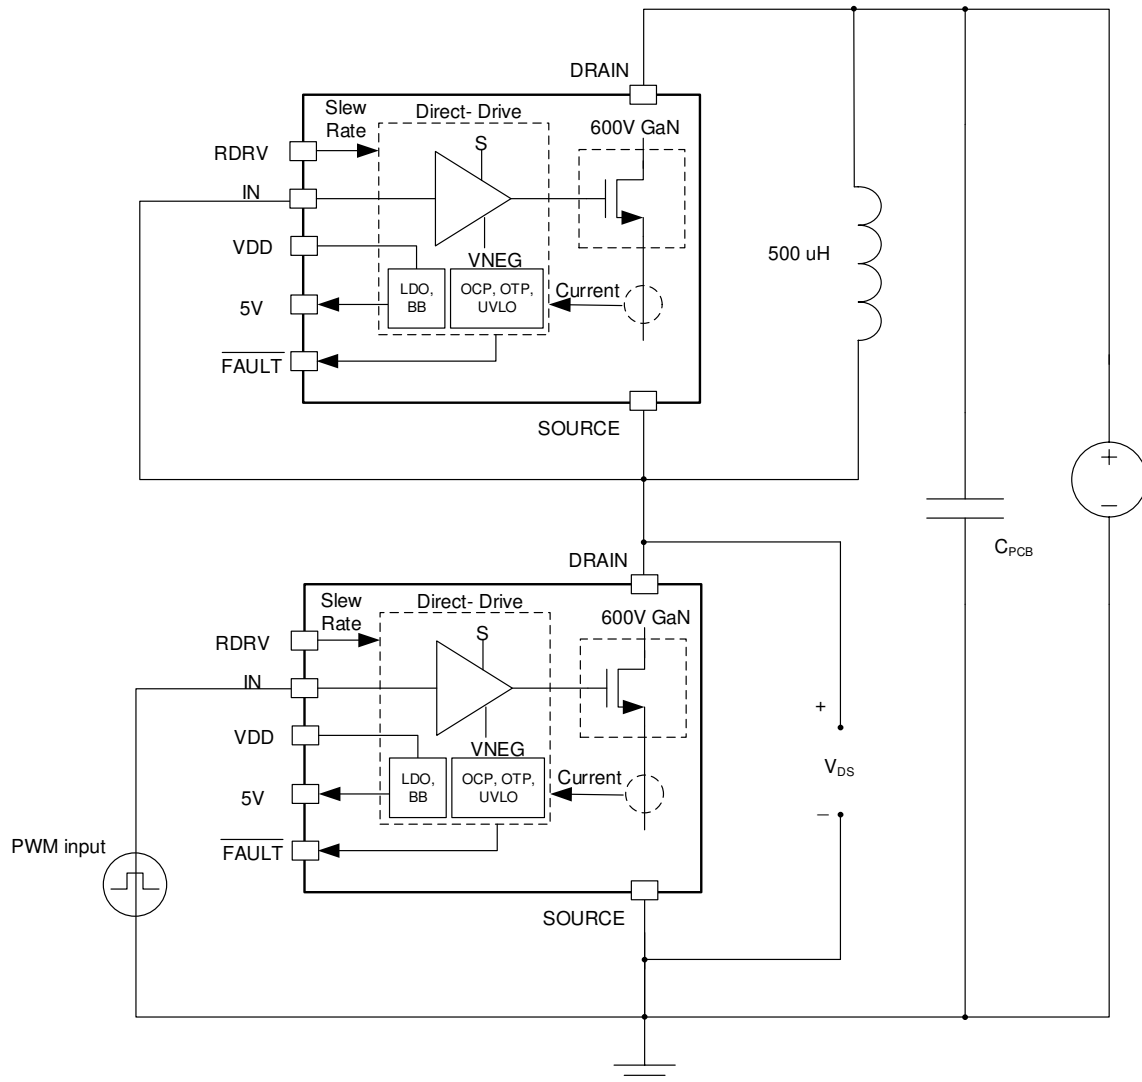 DRAIN
Slew
Rate
Direct- Drive
600V GaN
RDRV
S
IN
VDD
VNEG
LDO,
BB
OCP, OTP,
UVLO
Current
5V
FAULT
SOURCE
500 uH
+
−
CPCB
DRAIN
Slew
Rate
Direct- Drive
600V GaN
RDRV
S
IN
VDD
VNEG
LDO,
BB
OCP, OTP,
UVLO
Current
5V
FAULT
SOURCE
+
VDS
−
PWM input